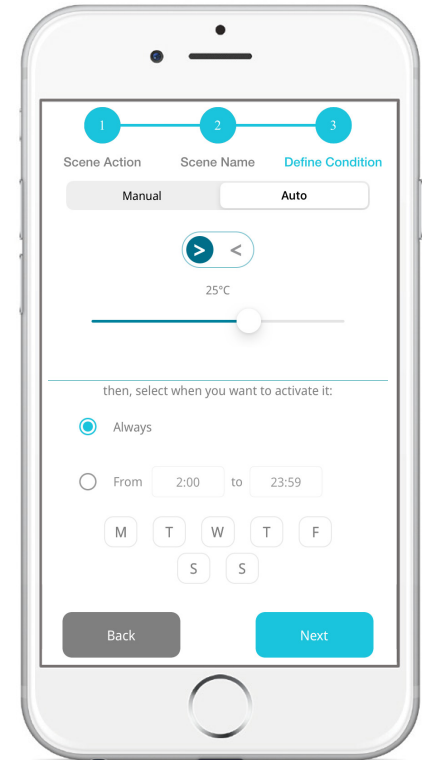 1 2 3
Scene Action Scene Name Define Condition
Manual Auto
> <
25°C
then, select when you want to activate it:
Always
From 2:00 to 23:59
M T W T F
S S
Back Next